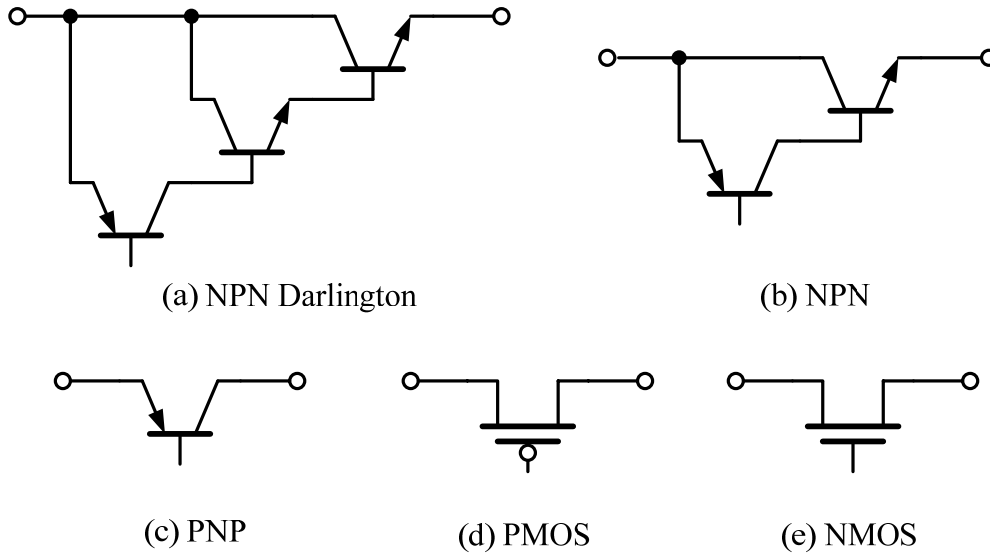 (a) NPN Darlington
(b) NPN
(c) PNP
(d) PMOS
(e) NMOS